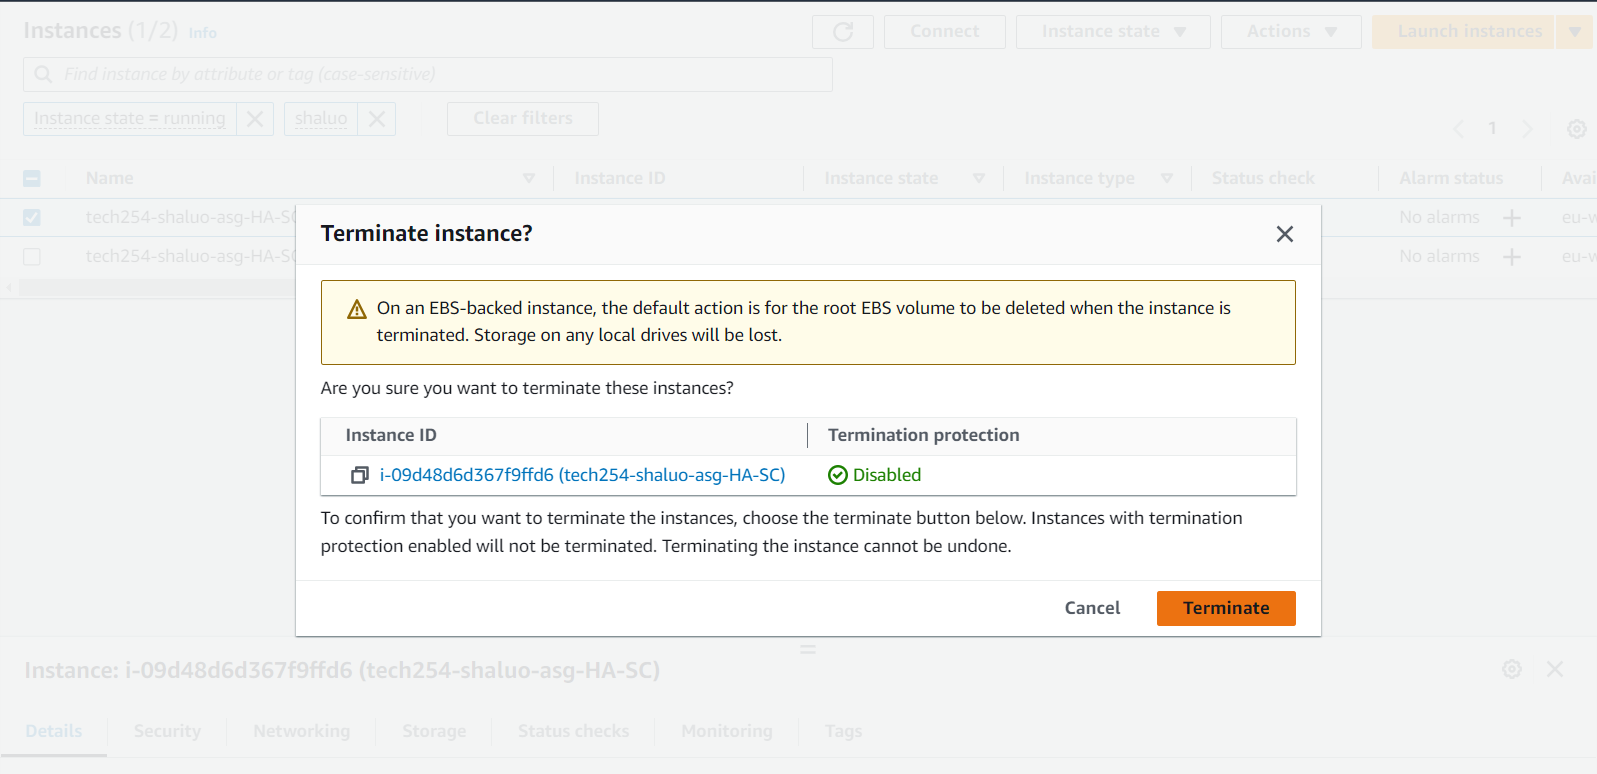 Instances (1/2) Info
Connect
Instance state
Actions
Launch instances
Find instance by attribute or tag (case-sensitive)
Instance state = running
shaluo
Clear filters
1
Name Instance ID Instance state Instance type Status check Alarm status Avai
tech254-shaluo-asg-HA-SC No alarms + eu-w
tech254-shaluo-asg-HA-SC No alarms + eu-w
Terminate instance?
On an EBS-backed instance, the default action is for the root EBS volume to be deleted when the instance is
terminated. Storage on any local drives will be lost.
Are you sure you want to terminate these instances?
Instance ID Termination protection
i-09d48d6d367f9ffd6 (tech254-shaluo-asg-HA-SC) Disabled
To confirm that you want to terminate the instances, choose the terminate button below. Instances with termination
protection enabled will not be terminated. Terminating the instance cannot be undone.
Cancel Terminate
Instance: i-09d48d6d367f9ffd6 (tech254-shaluo-asg-HA-SC)
Details Security Networking Storage Status checks Monitoring Tags